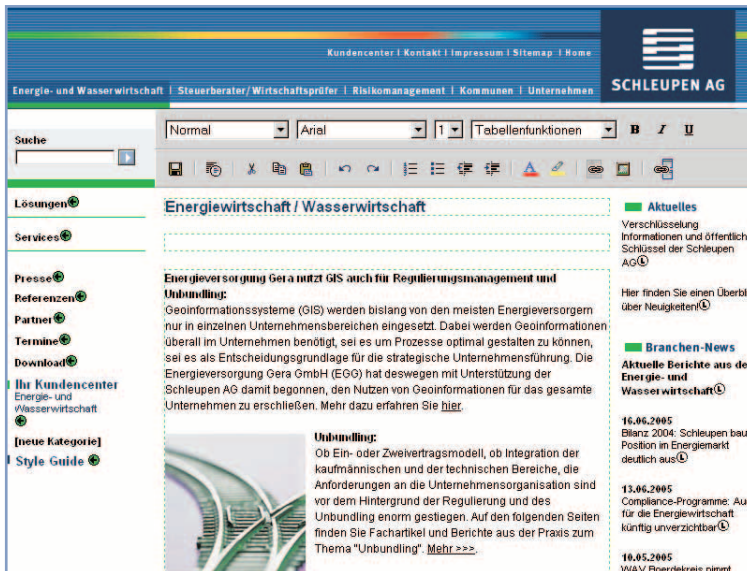 Kundencenter | Kontakt | Impressum | Sitemap | Home
SCHLEUPEN AG
Energie- und Wasserwirtschaft | Steuerberater/Wirtschaftsprüfer | Risikomanagement | Kommunen | Unternehmen
Suche
Normal Arial 1 Tabellenfunktionen B I U
Lösungen
Services
Presse
Referenzen
Partner
Termine
Download
Ihr Kundencenter
Energie- und
Wasserwirtschaft
[neue Kategorie]
Style Guide
Energiewirtschaft / Wasserwirtschaft
Energieversorgung Gera nutzt GIS auch für Regulierungsmanagement und
Unbundling:
Geoinformationssysteme (GIS) werden bislang von den meisten Energieversorgern
nur in einzelnen Unternehmensbereichen eingesetzt. Dabei werden Geoinformationen
überall im Unternehmen benötigt, sei es um Prozesse optimal gestalten zu können,
sei es als Entscheidungsgrundlage für die strategische Unternehmensführung. Die
Energieversorgung Gera GmbH (EGG) hat deswegen mit Unterstützung der
Schleupen AG damit begonnen, den Nutzen von Geoinformationen für das gesamte
Unternehmen zu erschließen. Mehr dazu erfahren Sie hier.
Unbundling:
Ob Ein- oder Zweivertragsmodell, ob Integration der
kaufmännischen und der technischen Bereiche, die
Anforderungen an die Unternehmensorganisation sind
vor dem Hintergrund der Regulierung und des
Unbundling enorm gestiegen. Auf den folgenden Seiten
finden Sie Fachartikel und Berichte aus der Praxis zum
Thema "Unbundling". Mehr >>>.
Aktuelles
Verschlüsselung
Informationen und öffentlich
Schlüssel der Schleupen
AG
Hier finden Sie einen Überbl
über Neuigkeiten!
Branchen-News
Aktuelle Berichte aus de
Energie- und
Wasserwirtschaft
16.06.2005
Bilanz 2004: Schleupen bau
Position im Energiemarkt
deutlich aus
13.06.2005
Compliance-Programme: Au
für die Energiewirtschaft
künftig unverzichtbar
10.05.2005
WAV Boerdekreis nimmt